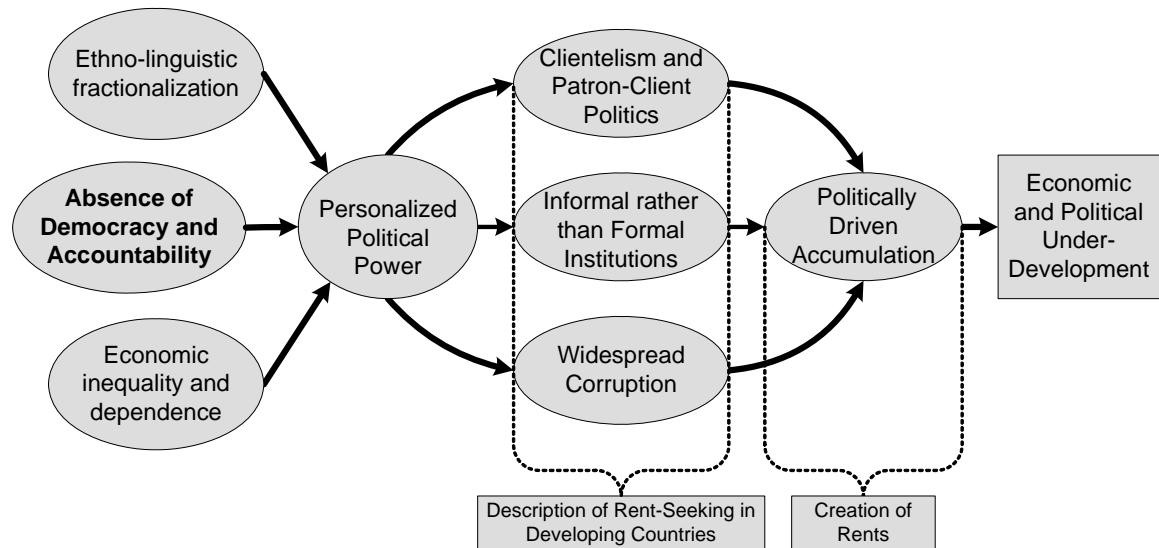 Ethno-linguistic
fractionalization
Absence of
Democracy and
Accountability
Economic
inequality and
dependence
Personalized
Political
Power
Clientelism and
Patron-Client
Politics
Informal rather
than Formal
Institutions
Widespread
Corruption
Politically
Driven
Accumulation
Economic
and Political
Under-
Development
Description of Rent-Seeking in
Developing Countries
Creation of
Rents